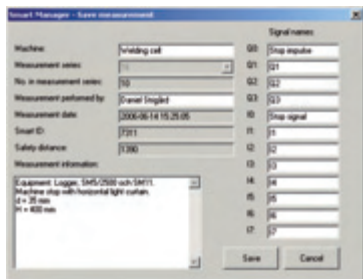 Smart Manager - Save measurement
Signal names
Machine: Welding cell Q0: Stop impulse
Measurement series: Q1: Q1
No. in measurement series: 10 Q2: Q2
Measurement performed by: Daniel Snigård Q3: Q3
Measurement date: 2006-06-14 15:25:05 I0: Stop signal
Smart ID: 7311 I1: I1
Safety distance: 1390 I2: I2
Measurement information: I3: I3
Equipment: Logger, SM5/2500 och SM11. I4: I4
Machine stop with horizontal light curtain. I5: I5
d = 35 mm I6: I6
H = 400 mm I7: I7
Save Cancel